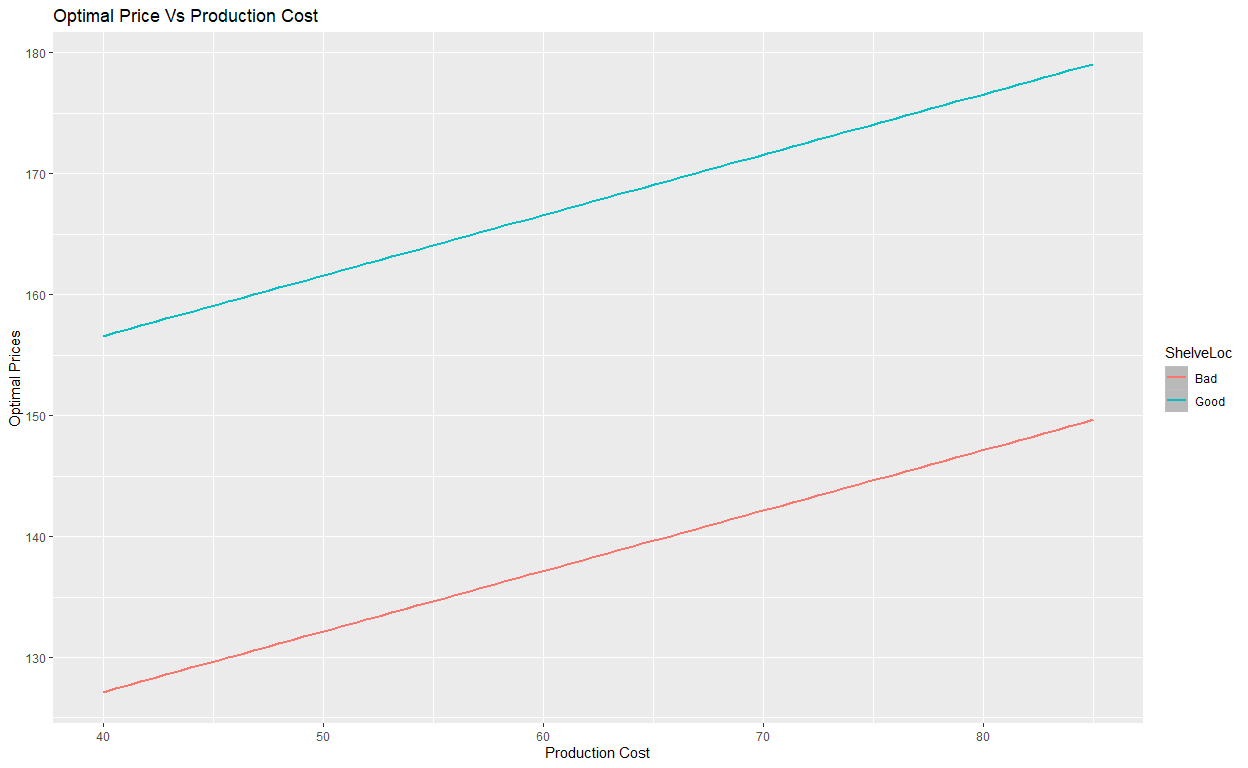 Optimal Price Vs Production Cost
180
170
160
150
140
130
Optimal Prices
40 50 60 70 80
Production Cost
ShelveLoc
Bad
Good